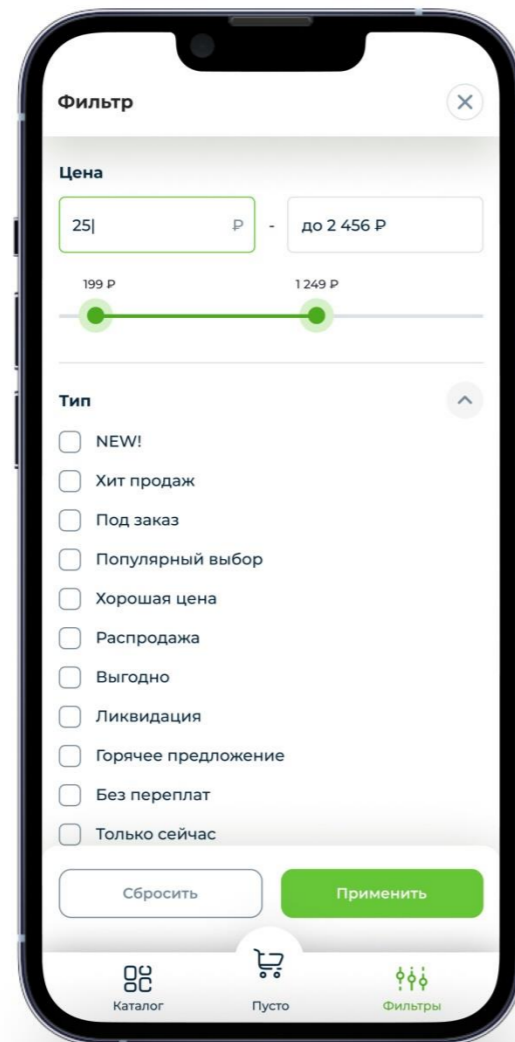 Фильтр
Цена
25| ₽ - до 2 456 ₽
199 ₽ 1 249 ₽
Тип
NEW!
Хит продаж
Под заказ
Популярный выбор
Хорошая цена
Распродажа
Выгодно
Ликвидация
Горячее предложение
Без переплат
Только сейчас
Сбросить Применить
Каталог Пусто Фильтры